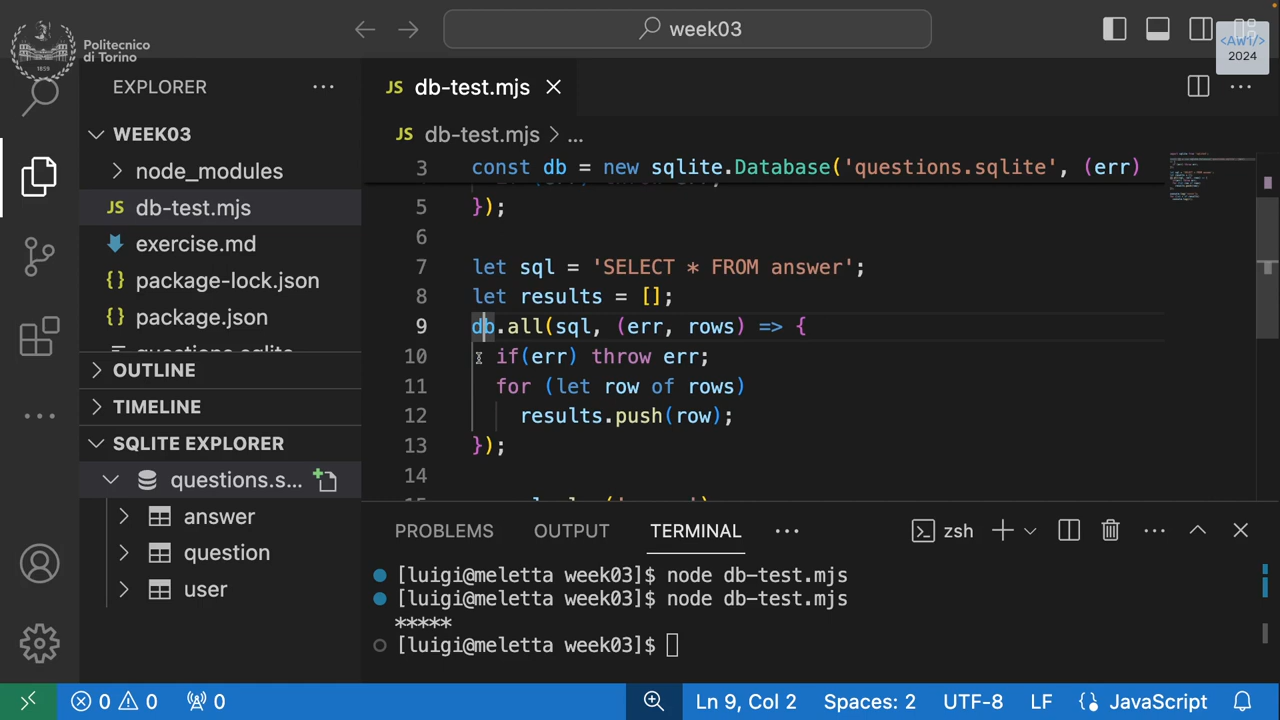 week03
Politecnico
di Torino
1859
<AW1/>
2024
EXPLORER
JS db-test.mjs
WEEK03
JS db-test.mjs > ...
node_modules
3 const db = new sqlite.Database('questions.sqlite', (err)
JS db-test.mjs
5 });
exercise.md
6
{} package-lock.json
7 let sql = 'SELECT * FROM answer';
8 let results = [];
{} package.json
9 db.all(sql, (err, rows) => {
10 if(err) throw err;
OUTLINE
11 for (let row of rows)
TIMELINE
12 results.push(row);
SQLITE EXPLORER
13 });
questions.s...
14
answer
question
user
PROBLEMS OUTPUT TERMINAL ... zsh
[luigi@meletta week03]$ node db-test.mjs
[luigi@meletta week03]$ node db-test.mjs
*****
[luigi@meletta week03]$
0 0 0 Ln 9, Col 2 Spaces: 2 UTF-8 LF {} JavaScript